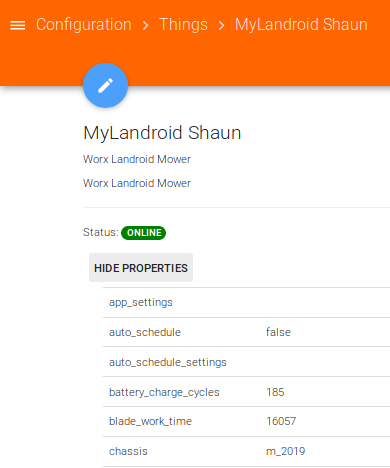 Configuration > Things > MyLandroid Shaun
MyLandroid Shaun
Worx Landroid Mower
Worx Landroid Mower
Status: ONLINE
HIDE PROPERTIES
app_settings
auto_schedule false
auto_schedule_settings
battery_charge_cycles 185
blade_work_time 16057
chassis m_2019